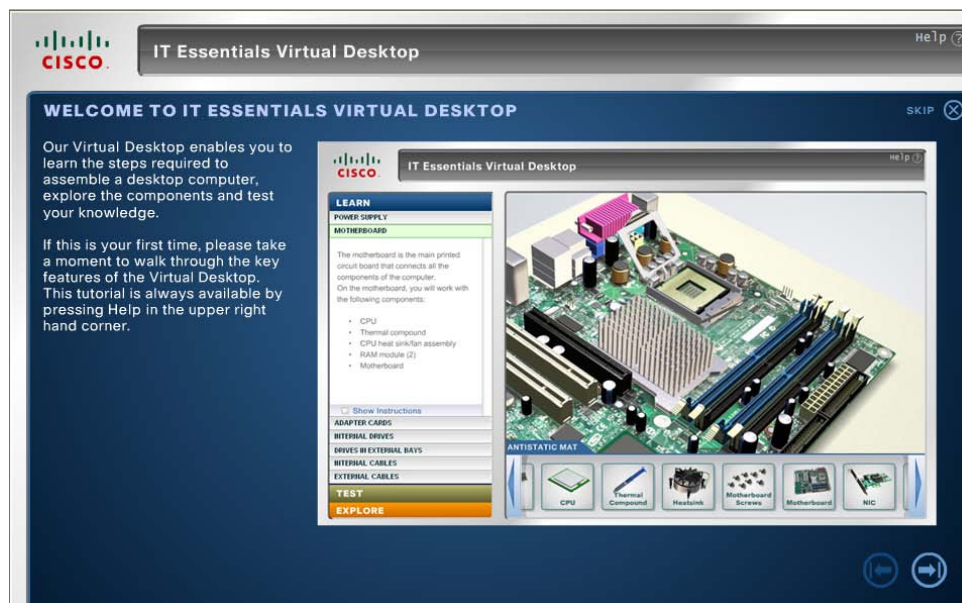 CISCO
IT Essentials Virtual Desktop
Help ?
WELCOME TO IT ESSENTIALS VIRTUAL DESKTOP
SKIP
Our Virtual Desktop enables you to
learn the steps required to
assemble a desktop computer,
explore the components and test
your knowledge.
If this is your first time, please take
a moment to walk through the key
features of the Virtual Desktop.
This tutorial is always available by
pressing Help in the upper right
hand corner.
CISCO
IT Essentials Virtual Desktop
Help ?
LEARN
POWER SUPPLY
MOTHERBOARD
The motherboard is the main printed
circuit board that connects all the
components of the computer.
On the motherboard, you will work with
the following components:
• CPU
• Thermal compound
• CPU heat sink/fan assembly
• RAM module (2)
• Motherboard
Show Instructions
ADAPTER CARDS
INTERNAL DRIVES
DRIVES IN EXTERNAL BAYS
INTERNAL CABLES
EXTERNAL CABLES
TEST
EXPLORE
ANTISTATIC MAT
CPU
Thermal
Compound
Heatsink
Motherboard
Screws
Motherboard
NIC